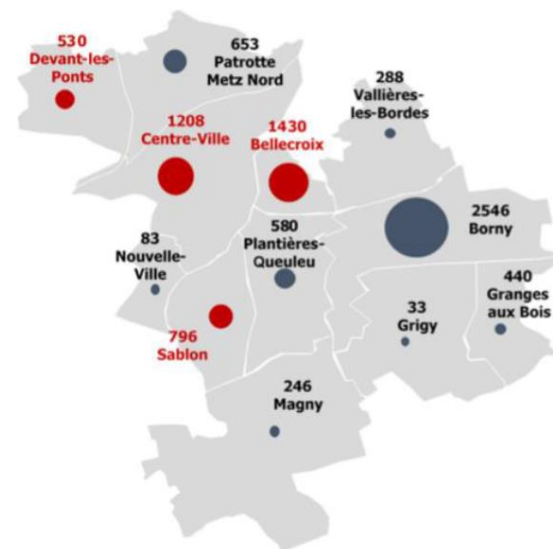 530
Devant-les-
Ponts
653
Patrotte
Metz Nord
288
Vallières-
les-Bordes
1208
Centre-Ville
1430
Bellecroix
2546
Borny
83
Nouvelle-
Ville
580
Plantières-
Queuleu
440
Granges
aux Bois
33
Grigy
796
Sablon
246
Magny